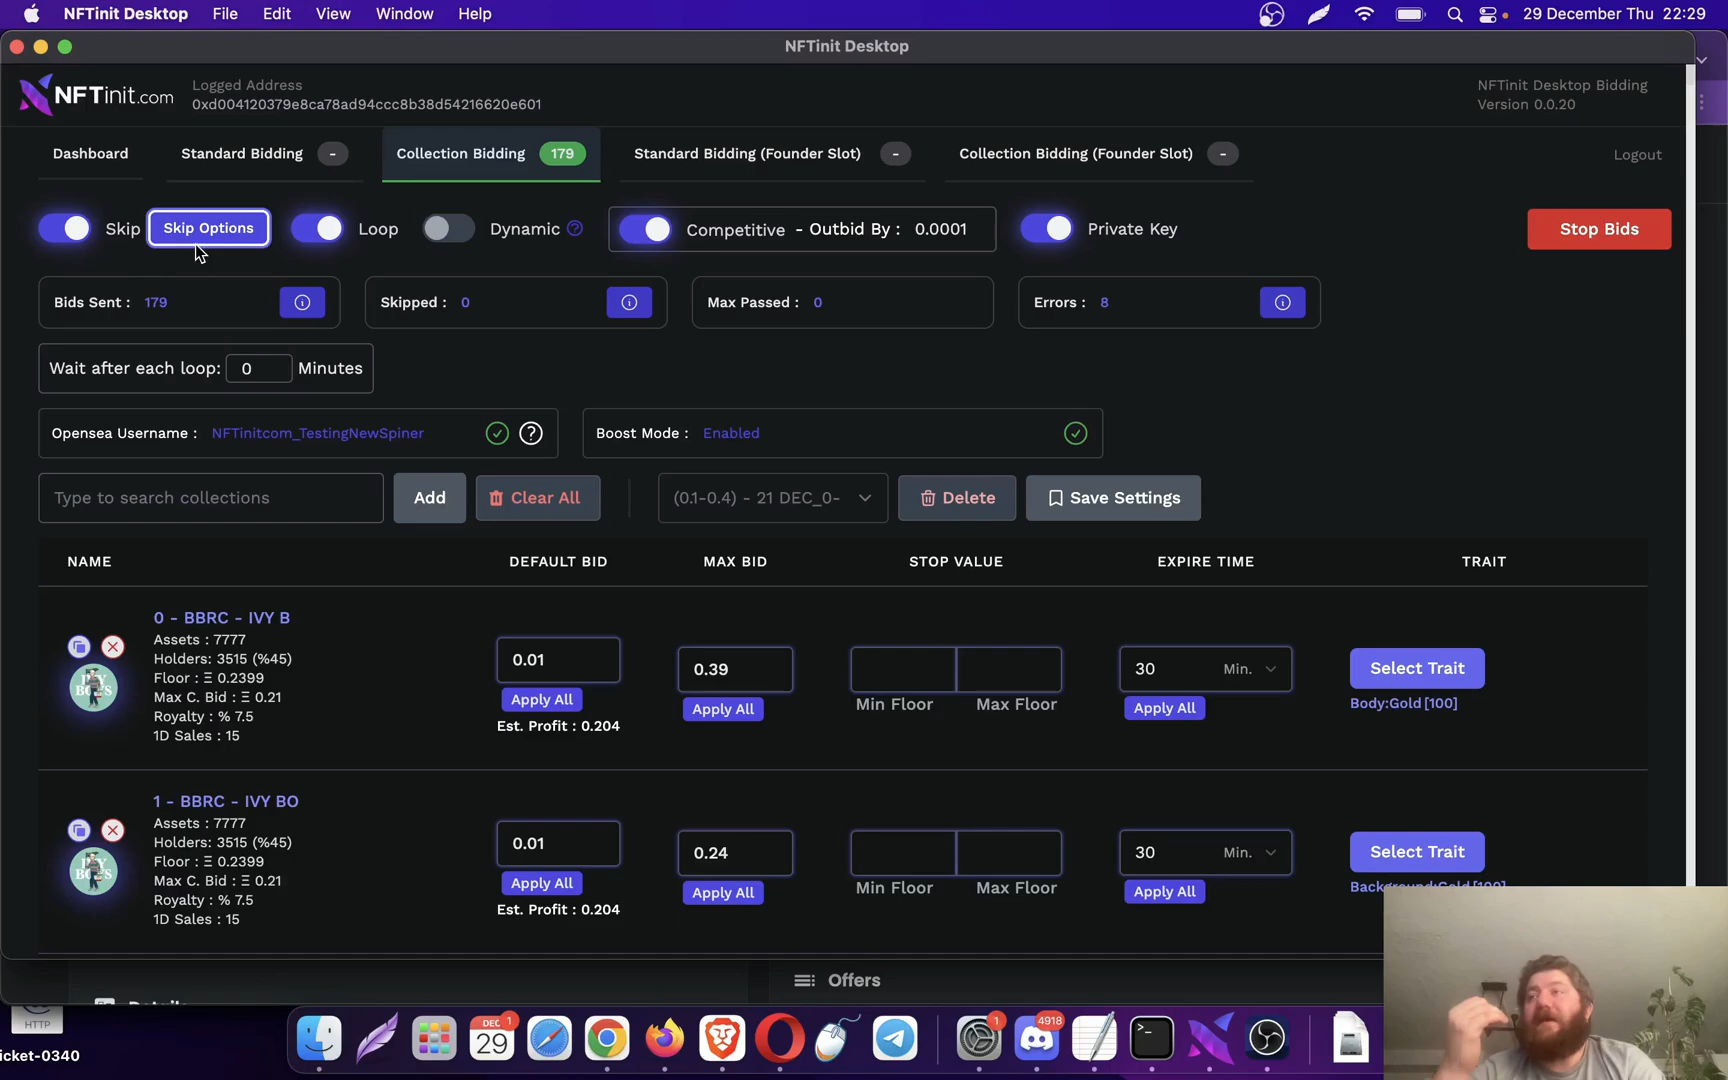 NFTinit Desktop File Edit View Window Help 29 December Thu 22:29
NFTinit Desktop
NFTinit.com
Logged Address
0xd004120379e8ca78ad94ccc8b38d54216620e601
NFTinit Desktop Bidding
Version 0.0.20
Dashboard Standard Bidding - Collection Bidding 179 Standard Bidding (Founder Slot) - Collection Bidding (Founder Slot) - Logout
Skip Skip Options Loop Dynamic ? Competitive - Outbid By : 0.0001 Private Key Stop Bids
Bids Sent : 179 Skipped : 0 Max Passed : 0 Errors : 8
Wait after each loop: 0 Minutes
Opensea Username : NFTinitcom_TestingNewSpiner ? Boost Mode : Enabled
Type to search collections Add Clear All (0.1-0.4) - 21 DEC_0- Delete Save Settings
NAME DEFAULT BID MAX BID STOP VALUE EXPIRE TIME TRAIT
0 - BBRC - IVY B
Assets : 7777
Holders: 3515 (%45)
Floor : Ξ 0.2399
Max C. Bid : Ξ 0.21
Royalty : % 7.5
1D Sales : 15
0.01
Apply All
Est. Profit : 0.204
0.39
Apply All
Min Floor Max Floor
30 Min.
Apply All
Select Trait
Body:Gold [100]
1 - BBRC - IVY BO
Assets : 7777
Holders: 3515 (%45)
Floor : Ξ 0.2399
Max C. Bid : Ξ 0.21
Royalty : % 7.5
1D Sales : 15
0.01
Apply All
Est. Profit : 0.204
0.24
Apply All
Min Floor Max Floor
30 Min.
Apply All
Select Trait
Background:Gold [100]
Offers
Details
HTTP
icket-0340
DEC 1
29
1
4918